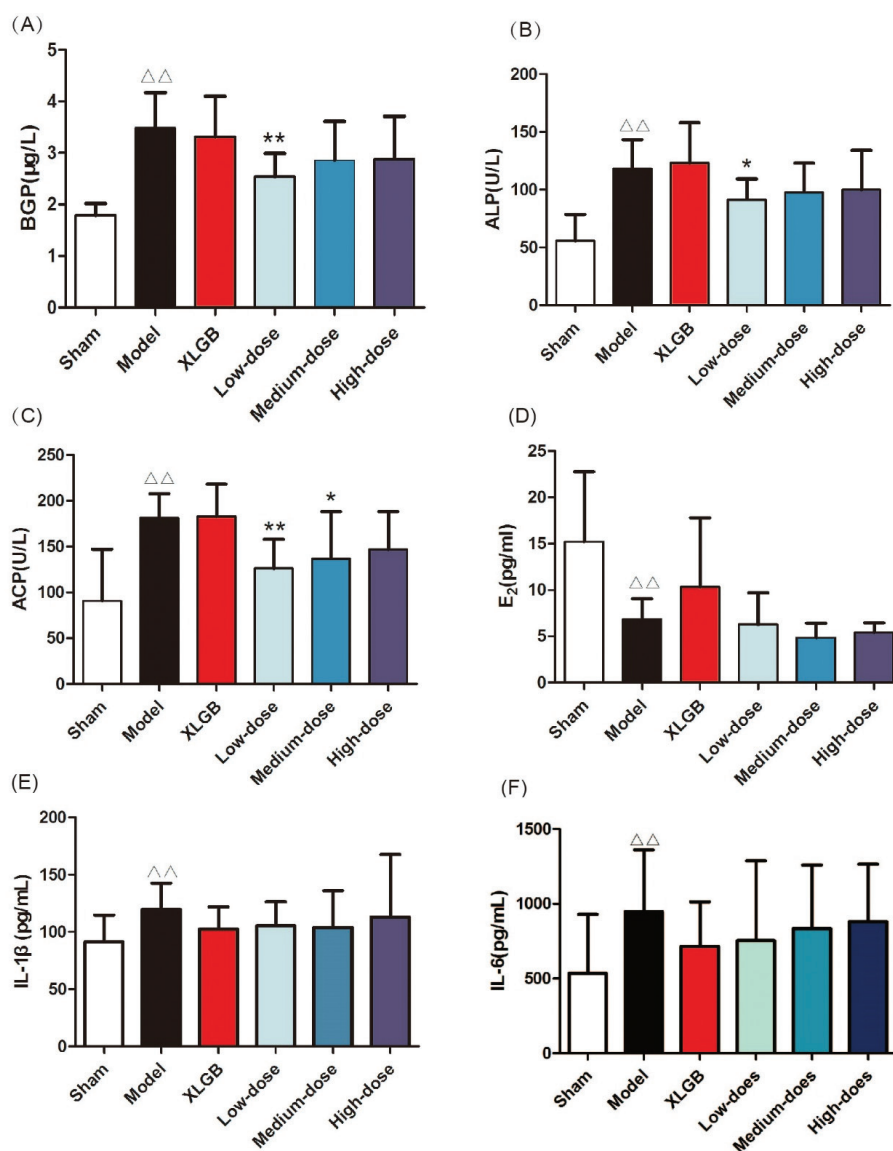 (A)
BGP(μg/L)
5
4
3
2
1
0
△△
**
Sham
Model
XLGB
Low-dose
Medium-dose
High-dose
(B)
ALP(U/L)
200
150
100
50
0
△△
*
Sham
Model
XLGB
Low-dose
Medium-dose
High-dose
(C)
ACP(U/L)
250
200
150
100
50
0
△△
**
*
Sham
Model
XLGB
Low-dose
Medium-dose
High-dose
(D)
E₂(pg/ml)
25
20
15
10
5
0
△△
Sham
Model
XLGB
Low-dose
Medium-dose
High-dose
(E)
IL-1β (pg/mL)
200
150
100
50
0
△△
Sham
Model
XLGB
Low-dose
Medium-dose
High-dose
(F)
IL-6(pg/mL)
1500
1000
500
0
△△
Sham
Model
XLGB
Low-does
Medium-does
High-does